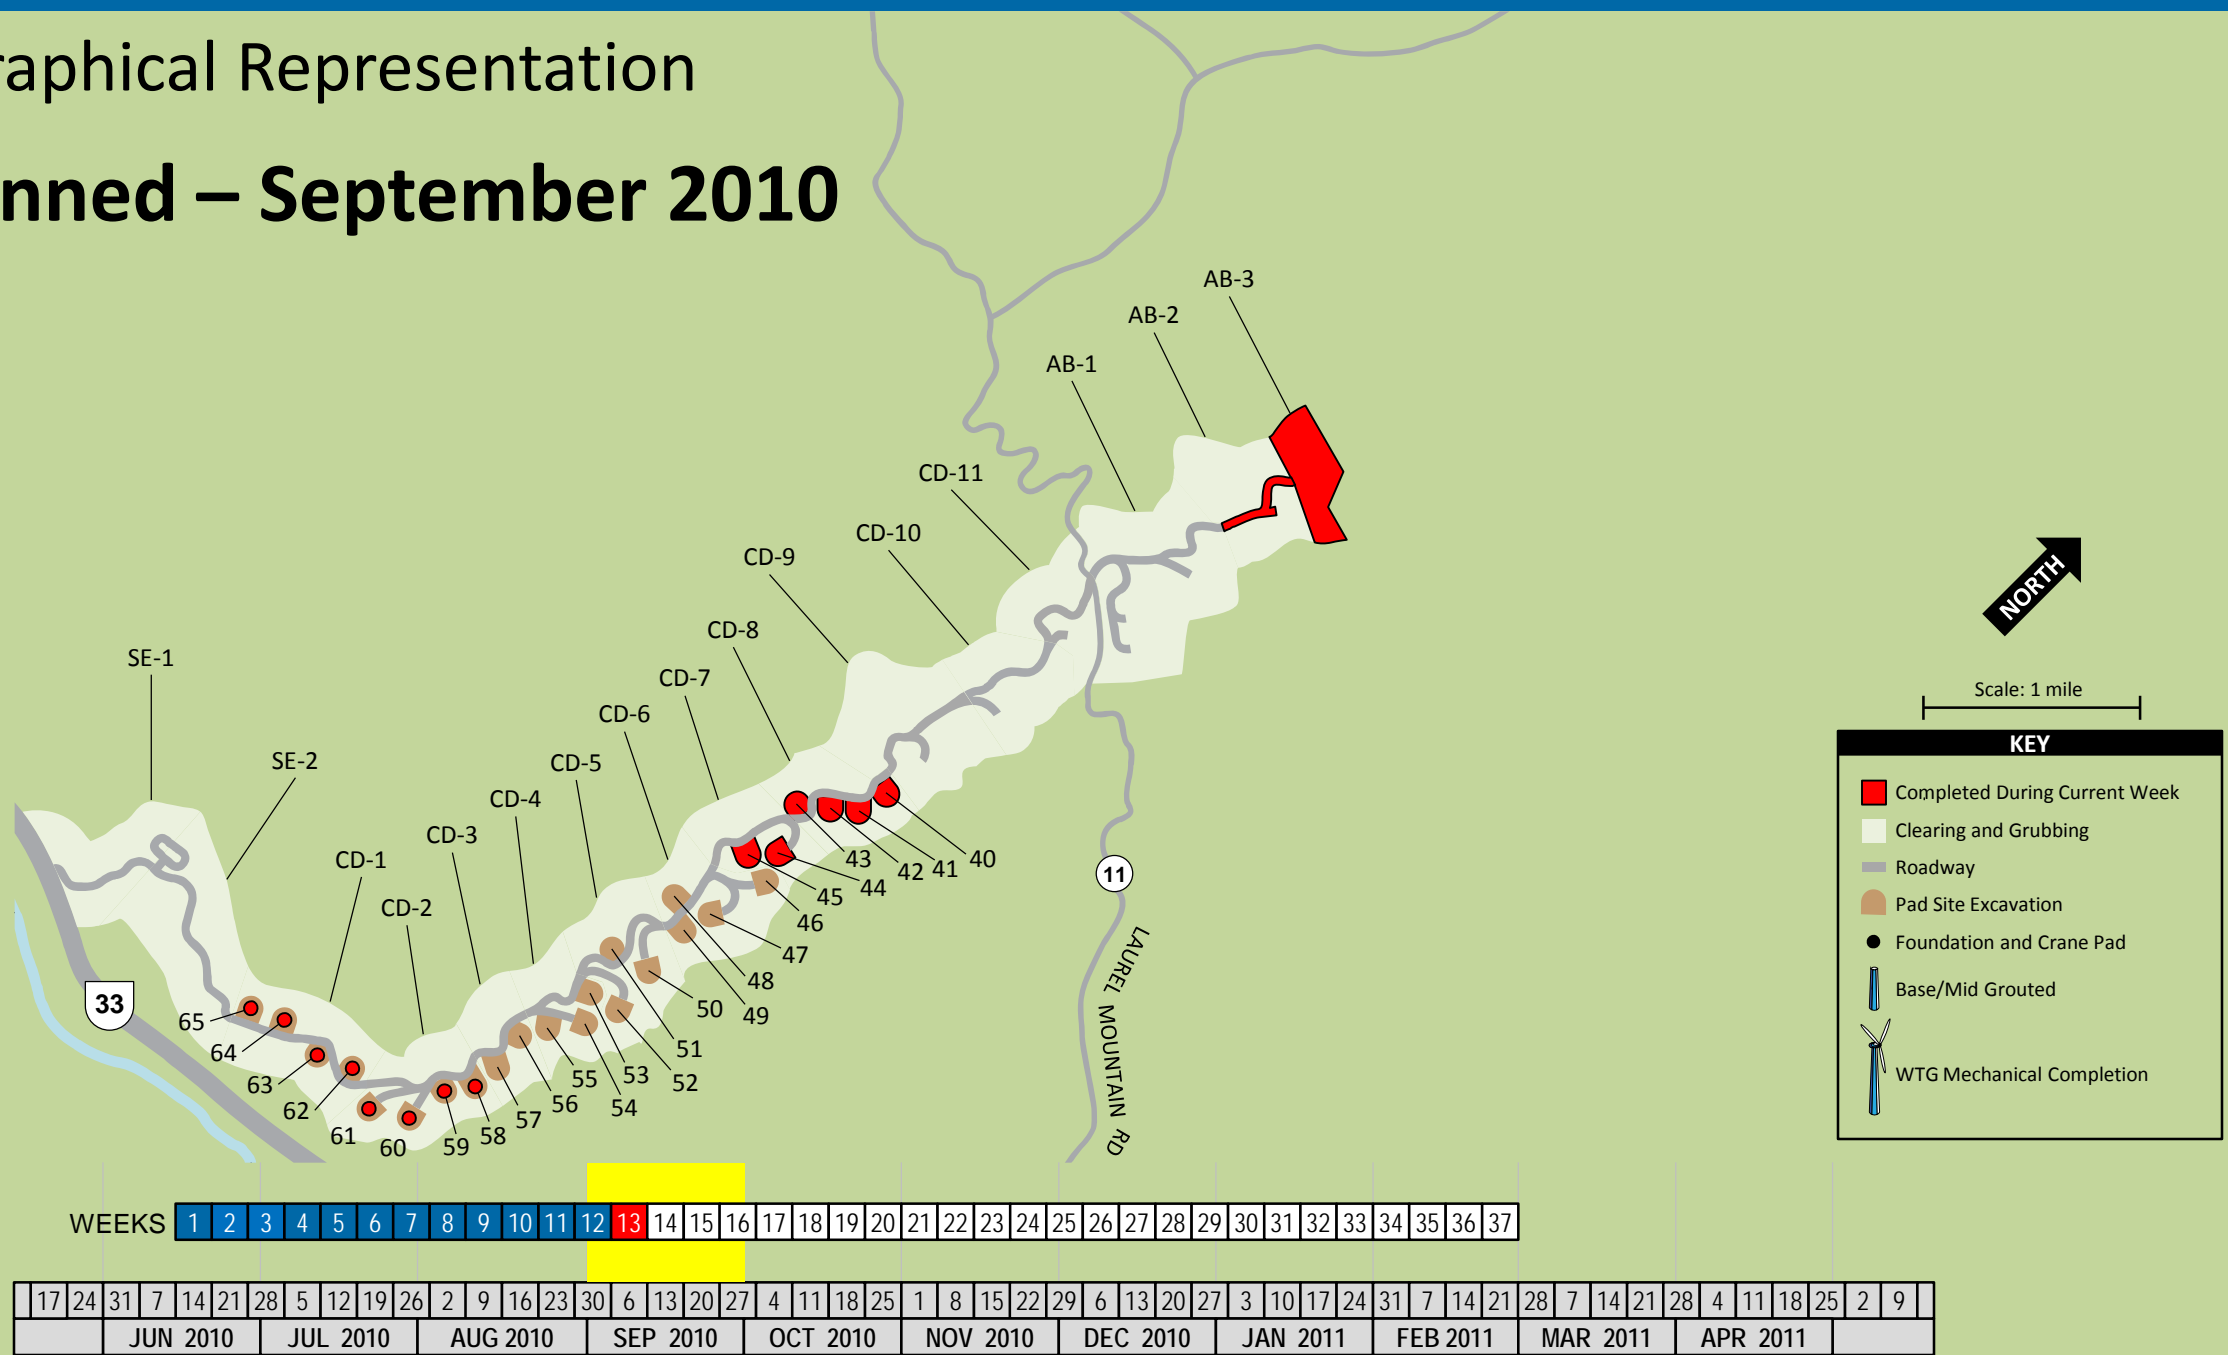 raphical Representation
nned – September 2010
AB-3
AB-2
AB-1
CD-11
CD-10
CD-9
CD-8
CD-7
CD-6
CD-5
CD-4
CD-3
CD-2
CD-1
SE-2
SE-1
NORTH
Scale: 1 mile
KEY
Completed During Current Week
Clearing and Grubbing
Roadway
Pad Site Excavation
Foundation and Crane Pad
Base/Mid Grouted
WTG Mechanical Completion
40
41
42
43
44
45
46
47
48
49
50
51
52
53
54
55
56
57
58
59
60
61
62
63
64
65
33
11
LAUREL MOUNTAIN RD
WEEKS 1 2 3 4 5 6 7 8 9 10 11 12 13 14 15 16 17 18 19 20 21 22 23 24 25 26 27 28 29 30 31 32 33 34 35 36 37
17 24 31 7 14 21 28 5 12 19 26 2 9 16 23 30 6 13 20 27 4 11 18 25 1 8 15 22 29 6 13 20 27 3 10 17 24 31 7 14 21 28 7 14 21 28 4 11 18 25 2 9
JUN 2010 JUL 2010 AUG 2010 SEP 2010 OCT 2010 NOV 2010 DEC 2010 JAN 2011 FEB 2011 MAR 2011 APR 2011